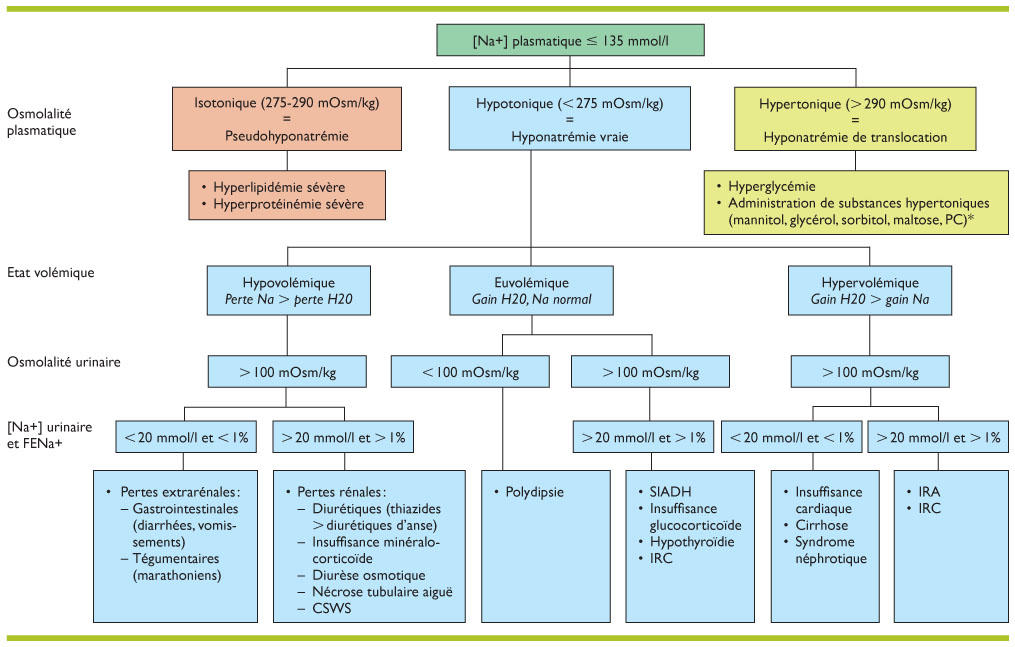 [Na+] plasmatique ≤ 135 mmol/l
Osmolalité
plasmatique
Isotonique (275-290 mOsm/kg)
=
Pseudohyponatrémie
Hypotonique (<275 mOsm/kg)
=
Hyponatrémie vraie
Hypertonique (>290 mOsm/kg)
=
Hyponatrémie de translocation
• Hyperlipidémie sévère
• Hyperprotéinémie sévère
• Hyperglycémie
• Administration de substances hypertoniques
(mannitol, glycérol, sorbitol, maltose, PC)*
Etat volémique
Hypovolémique
Perte Na > perte H20
Euvolémique
Gain H20, Na normal
Hypervolémique
Gain H20 > gain Na
Osmolalité urinaire
>100 mOsm/kg
<100 mOsm/kg
>100 mOsm/kg
>100 mOsm/kg
[Na+] urinaire
et FENa+
<20 mmol/l et <1%
>20 mmol/l et >1%
>20 mmol/l et >1%
<20 mmol/l et <1%
>20 mmol/l et >1%
• Pertes extrarénales:
– Gastrointestinales
(diarrhées, vomis-
sements)
– Tégumentaires
(marathoniens)
• Pertes rénales:
– Diurétiques (thiazides
> diurétiques d'anse)
– Insuffisance minéralo-
corticoïde
– Diurèse osmotique
– Nécrose tubulaire aiguë
– CSWS
• Polydipsie
• SIADH
• Insuffisance
glucocorticoïde
• Hypothyroïdie
• IRC
• Insuffisance
cardiaque
• Cirrhose
• Syndrome
néphrotique
• IRA
• IRC